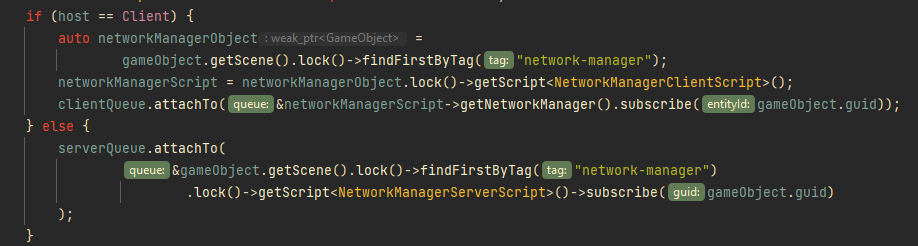 if (host == Client) {
auto networkManagerObject : weak_ptr<GameObject> =
gameObject.getScene().lock()->findFirstByTag( tag: "network-manager");
networkManagerScript = networkManagerObject.lock()->getScript<NetworkManagerClientScript>();
clientQueue.attachTo( queue: &networkManagerScript->getNetworkManager().subscribe( entityId: gameObject.guid));
} else {
serverQueue.attachTo(
queue: &gameObject.getScene().lock()->findFirstByTag( tag: "network-manager")
.lock()->getScript<NetworkManagerServerScript>()->subscribe( guid: gameObject.guid)
);
}